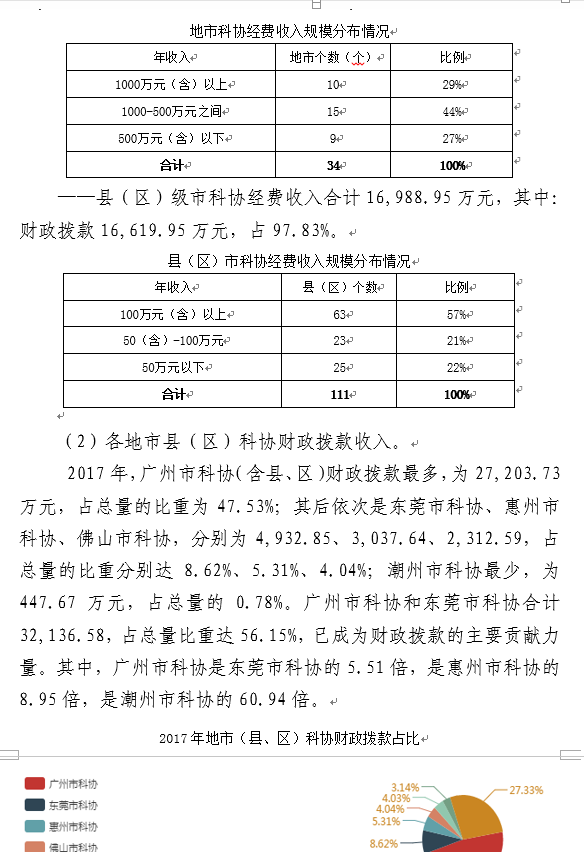 地市科协经费收入规模分布情况
年收入 地市个数（个） 比例
1000万元（含）以上 10 29%
1000-500万元之间 15 44%
500万元（含）以下 9 27%
合计 34 100%
——县（区）级市科协经费收入合计 16,988.95 万元，其中：
财政拨款 16,619.95 万元，占 97.83%。
县（区）市科协经费收入规模分布情况
年收入 县（区）个数 比例
100万元（含）以上 63 57%
50（含）-100万元 23 21%
50万元以下 25 22%
合计 111 100%
（2）各地市县（区）科协财政拨款收入。
2017 年，广州市科协（含县、区）财政拨款最多，为 27,203.73
万元，占总量的比重为 47.53%；其后依次是东莞市科协、惠州市
科协、佛山市科协，分别为 4,932.85、3,037.64、2,312.59，占
总量的比重分别达 8.62%、5.31%、4.04%；潮州市科协最少，为
447.67 万元，占总量的 0.78%。广州市科协和东莞市科协合计
32,136.58，占总量比重达 56.15%，已成为财政拨款的主要贡献力
量。其中，广州市科协是东莞市科协的 5.51 倍，是惠州市科协的
8.95 倍，是潮州市科协的 60.94 倍。
2017 年地市（县、区）科协财政拨款占比
广州市科协
东莞市科协
惠州市科协
佛山市科协
3.14%
27.33%
4.03%
4.04%
5.31%
8.62%